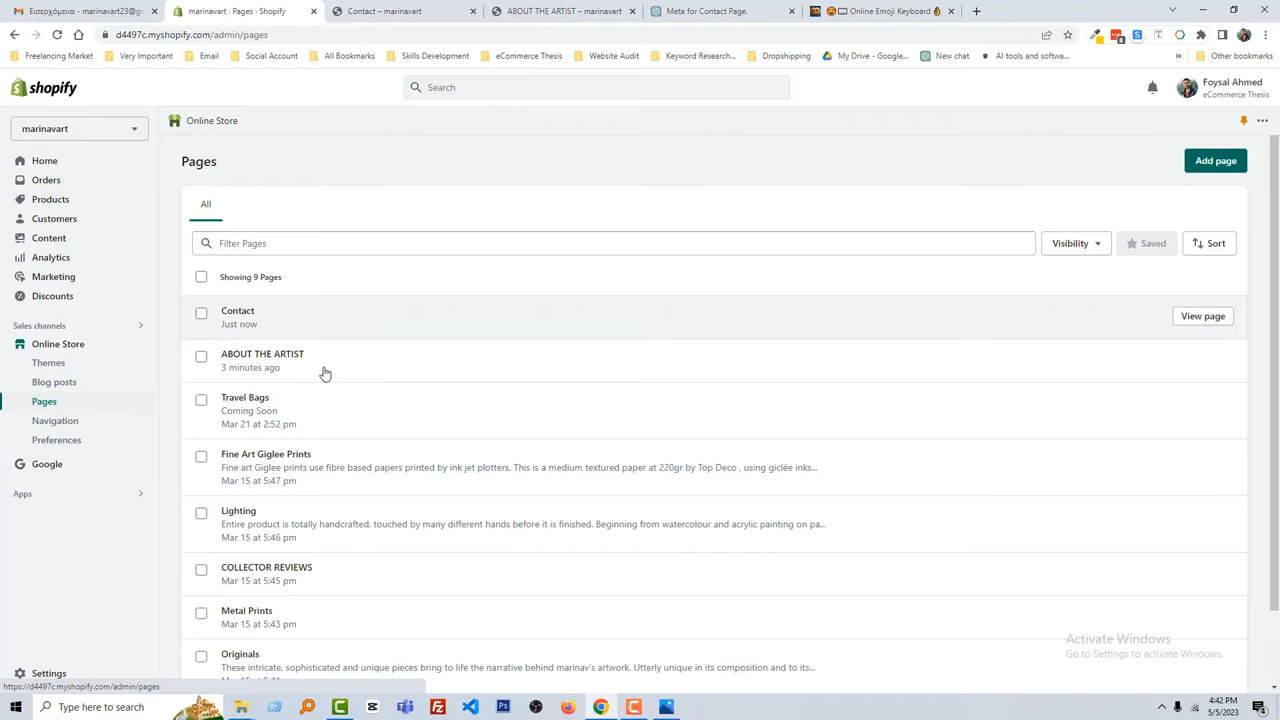 Εισερχόμενα – marinavart23@g
marinavart · Pages · Shopify
Contact – marinavart
ABOUT THE ARTIST – marinavart
Meta for Contact Page.
Online Emoji Keyboard
d4497c.myshopify.com/admin/pages
Freelancing Market
Very Important
Email
Social Account
All Bookmarks
Skills Development
eCommerce Thesis
Website Audit
Keyword Research...
Dropshipping
My Drive - Google...
New chat
AI tools and softwa...
Other bookmarks
shopify
Search
Foysal Ahmed
eCommerce Thesis
marinavart
Online Store
Home
Orders
Products
Customers
Content
Analytics
Marketing
Discounts
Sales channels
Online Store
Themes
Blog posts
Pages
Navigation
Preferences
Google
Apps
Settings
Pages
Add page
All
Filter Pages
Visibility
Saved
Sort
Showing 9 Pages
Contact
Just now
View page
ABOUT THE ARTIST
3 minutes ago
Travel Bags
Coming Soon
Mar 21 at 2:52 pm
Fine Art Giglee Prints
Fine art Giglee prints use fibre based papers printed by ink jet plotters. This is a medium textured paper at 220gr by Top Deco , using giclée inks...
Mar 15 at 5:47 pm
Lighting
Entire product is totally handcrafted, touched by many different hands before it is finished. Beginning from watercolour and acrylic painting on pa...
Mar 15 at 5:46 pm
COLLECTOR REVIEWS
Mar 15 at 5:45 pm
Metal Prints
Mar 15 at 5:43 pm
Originals
These intricate, sophisticated and unique pieces bring to life the narrative behind marinav's artwork. Utterly unique in its composition and to its...
Activate Windows
Go to Settings to activate Windows.
https://d4497c.myshopify.com/admin/pages
Type here to search
4:42 PM
5/5/2023